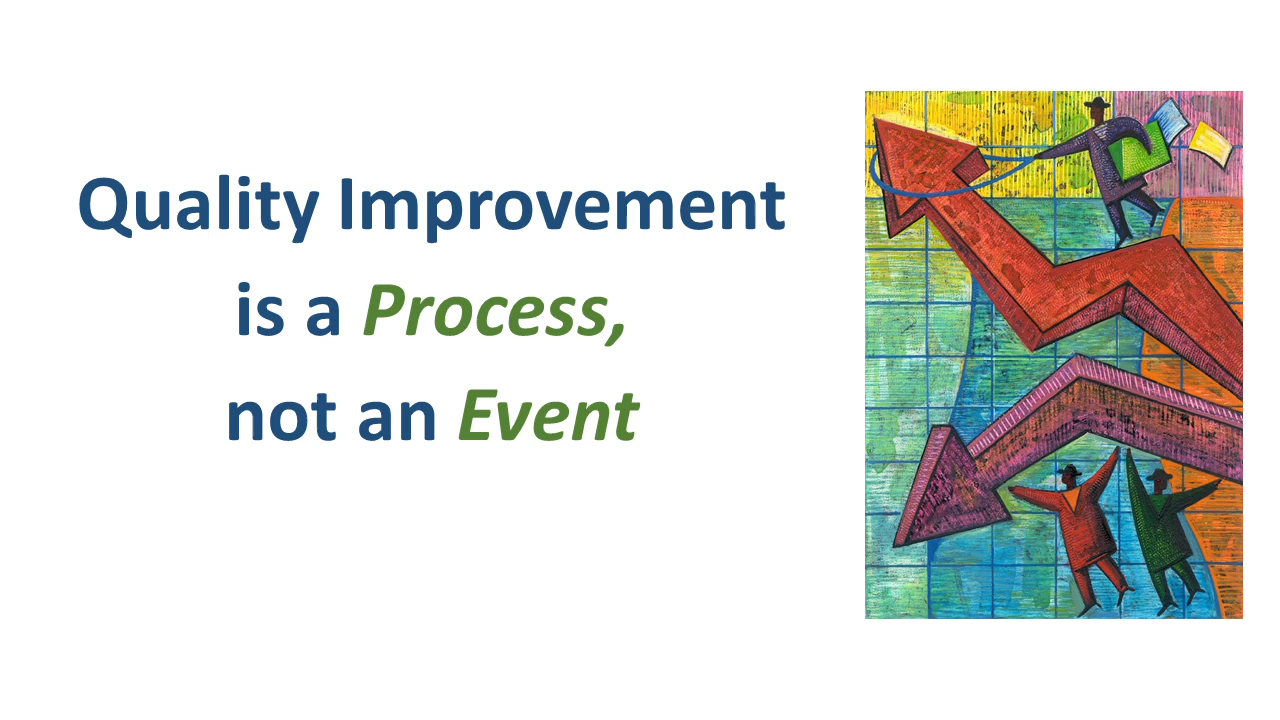 Quality Improvement
is a Process,
not an Event